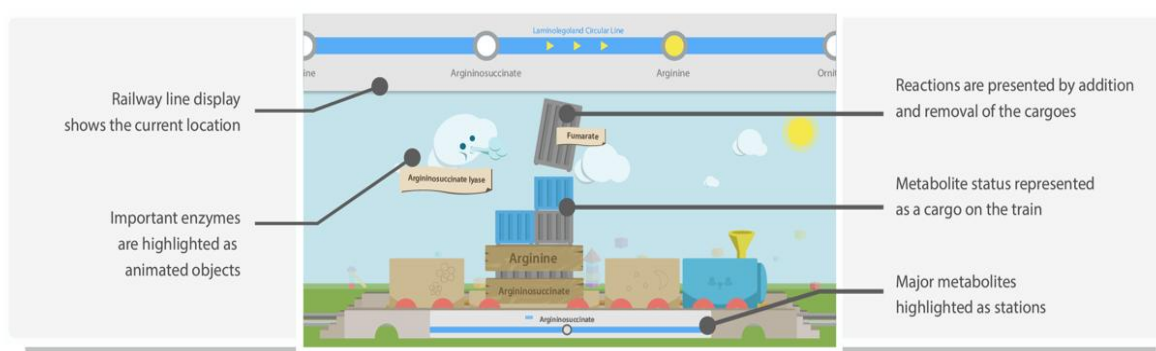 Laminolegoland Circular Line
ine
Argininosuccinate
Arginine
Ornit
Railway line display
shows the current location
Important enzymes
are highlighted as
animated objects
Fumarate
Argininosuccinate lyase
Arginine
Argininosuccinate
Argininosuccinate
Reactions are presented by addition
and removal of the cargoes
Metabolite status represented
as a cargo on the train
Major metabolites
highlighted as stations